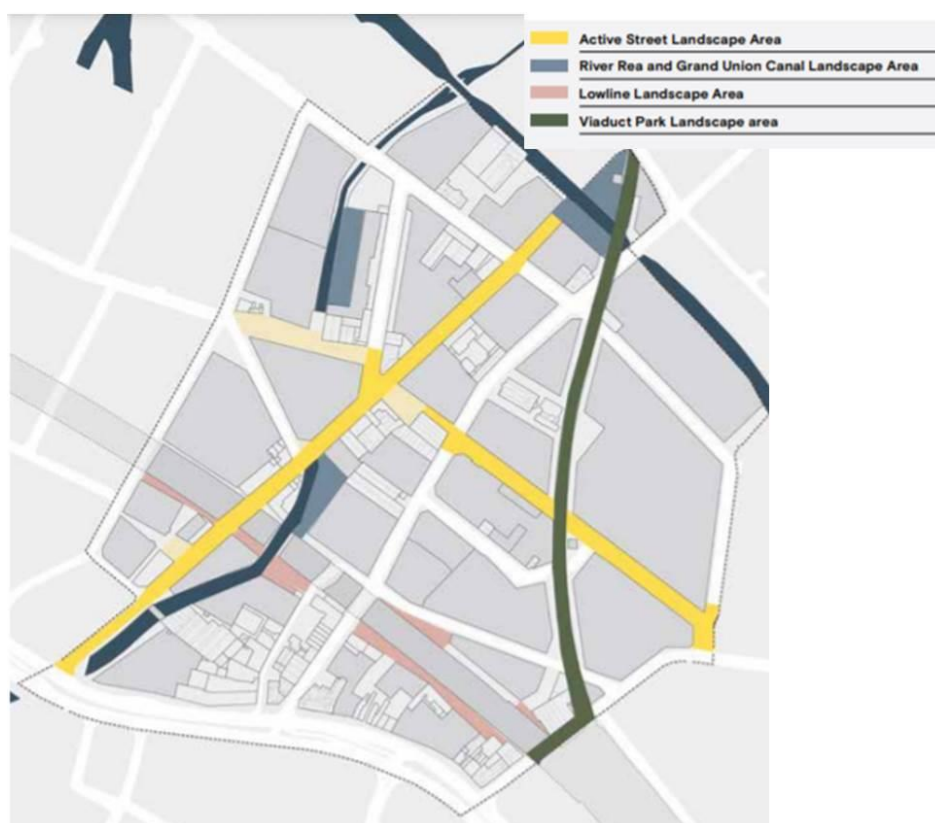 Active Street Landscape Area
River Rea and Grand Union Canal Landscape Area
Lowline Landscape Area
Viaduct Park Landscape area